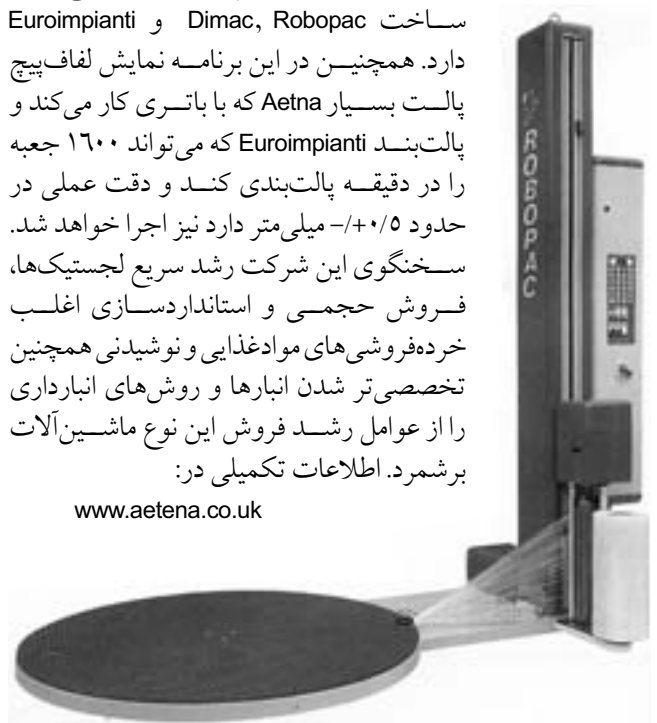 ساخت Dimac, Robopac و Euroimpianti
دارد. همچنین در این برنامه نمایش لفاف‌پیچ
پالت بسیار Aetna که با باتری کار می‌کند و
پالت‌بند Euroimpianti که می‌تواند ۱٦۰۰ جعبه
را در دقیقه پالت‌بندی کند و دقت عملی در
حدود ۰/۵+/– میلی‌متر دارد نیز اجرا خواهد شد.
سخنگوی این شرکت رشد سریع لجستیک‌ها،
فروش حجمی و استانداردسازی اغلب
خرده‌فروشی‌های موادغذایی و نوشیدنی همچنین
تخصصی‌تر شدن انبارها و روش‌های انبارداری
را از عوامل رشد فروش این نوع ماشین‌آلات
برشمرد. اطلاعات تکمیلی در:
www.aetena.co.uk
ROBOPAC